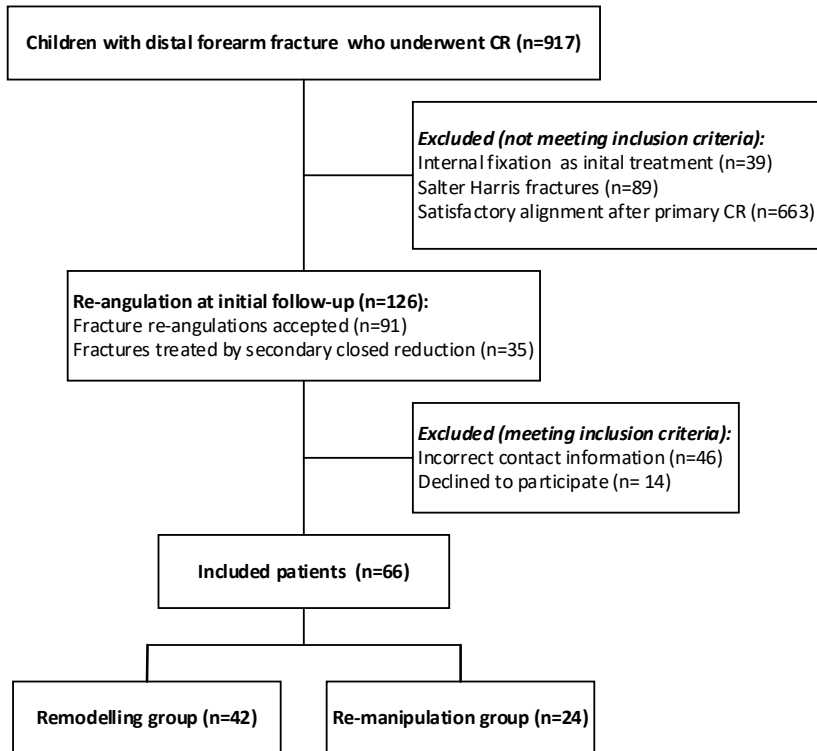 Children with distal forearm fracture who underwent CR (n=917)
Excluded (not meeting inclusion criteria):
Internal fixation as inital treatment (n=39)
Salter Harris fractures (n=89)
Satisfactory alignment after primary CR (n=663)
Re-angulation at initial follow-up (n=126):
Fracture re-angulations accepted (n=91)
Fractures treated by secondary closed reduction (n=35)
Excluded (meeting inclusion criteria):
Incorrect contact information (n=46)
Declined to participate (n= 14)
Included patients (n=66)
Remodelling group (n=42)
Re-manipulation group (n=24)